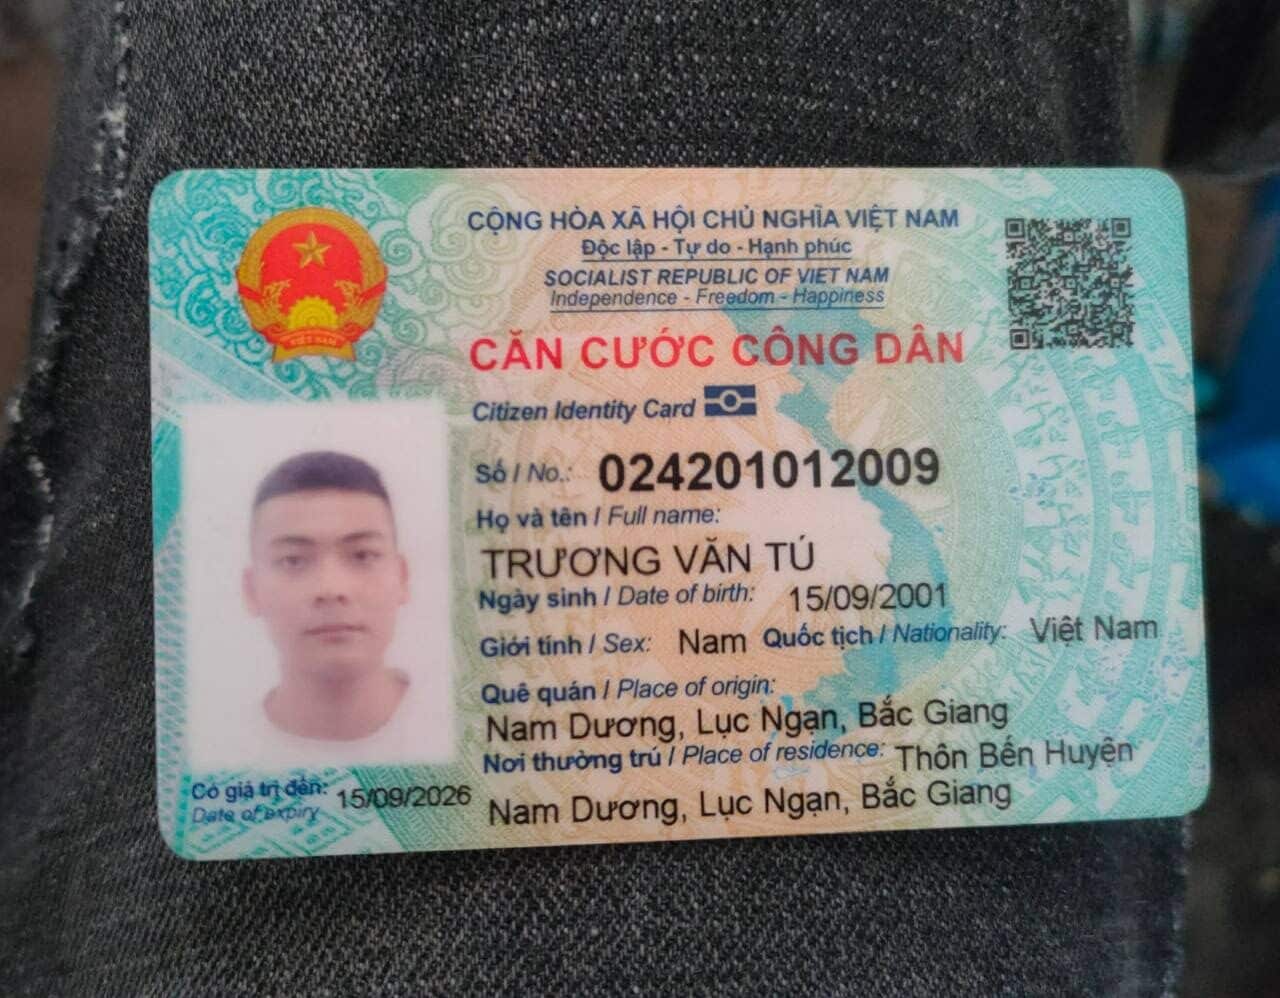 CỘNG HÒA XÃ HỘI CHỦ NGHĨA VIỆT NAM
Độc lập - Tự do - Hạnh phúc
SOCIALIST REPUBLIC OF VIET NAM
Independence - Freedom - Happiness
CĂN CƯỚC CÔNG DÂN
Citizen Identity Card
Số / No.: 024201012009
Họ và tên / Full name:
TRƯƠNG VĂN TÚ
Ngày sinh / Date of birth: 15/09/2001
Giới tính / Sex: Nam Quốc tịch / Nationality: Việt Nam
Quê quán / Place of origin:
Nam Dương, Lục Ngạn, Bắc Giang
Nơi thường trú / Place of residence: Thôn Bến Huyện
Nam Dương, Lục Ngạn, Bắc Giang
Có giá trị đến: 15/09/2026
Date of expiry
VIỆT NAM